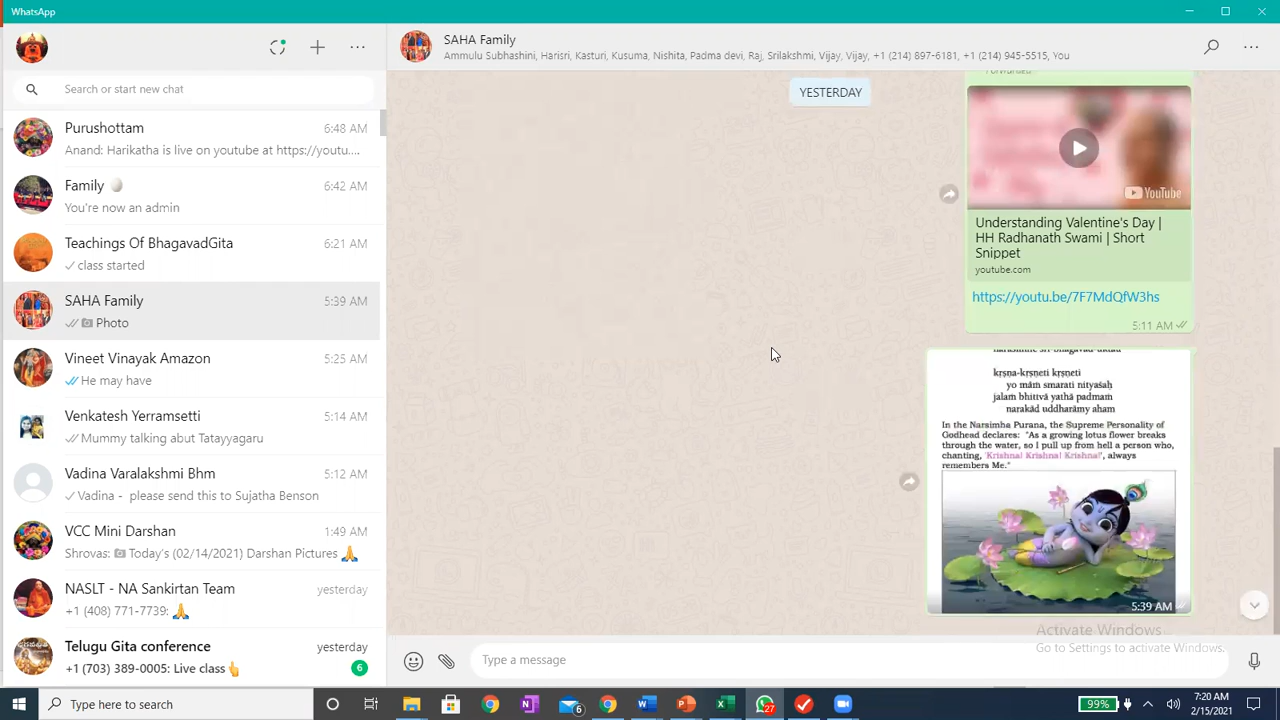 WhatsApp
Search or start new chat
Purushottam 6:48 AM
Anand: Harikatha is live on youtube at https://youtu....
Family 6:42 AM
You're now an admin
Teachings Of BhagavadGita 6:21 AM
class started
SAHA Family 5:39 AM
Photo
Vineet Vinayak Amazon 5:25 AM
He may have
Venkatesh Yerramsetti 5:14 AM
Mummy talking abut Tatayyagaru
Vadina Varalakshmi Bhm 5:12 AM
Vadina - please send this to Sujatha Benson
VCC Mini Darshan 1:49 AM
Shrovas: Today's (02/14/2021) Darshan Pictures 🙏
NASLT - NA Sankirtan Team yesterday
+1 (408) 771-7739: 🙏
Telugu Gita conference yesterday
+1 (703) 389-0005: Live class👆 6
SAHA Family
Ammulu Subhashini, Harisri, Kasturi, Kusuma, Nishita, Padma devi, Raj, Srilakshmi, Vijay, Vijay, +1 (214) 897-6181, +1 (214) 945-5515, You
YESTERDAY
Forwarded
YouTube
Understanding Valentine's Day |
HH Radhanath Swami | Short
Snippet
youtube.com
https://youtu.be/7F7MdQfW3hs
5:11 AM
kṛṣṇa-kṛṣṇeti kṛṣṇeti
yo māṁ smarati nityaśaḥ
jalaṁ bhittvā yathā padmaṁ
narakād uddharāmy aham
In the Narsimha Purana, the Supreme Personality of
Godhead declares: "As a growing lotus flower breaks
through the water, so I pull up from hell a person who,
chanting, 'Krishna! Krishna! Krishna!', always
remembers Me."
5:39 AM
Activate Windows
Go to Settings to activate Windows.
Type a message
Type here to search
6
27
99%
7:20 AM
2/15/2021